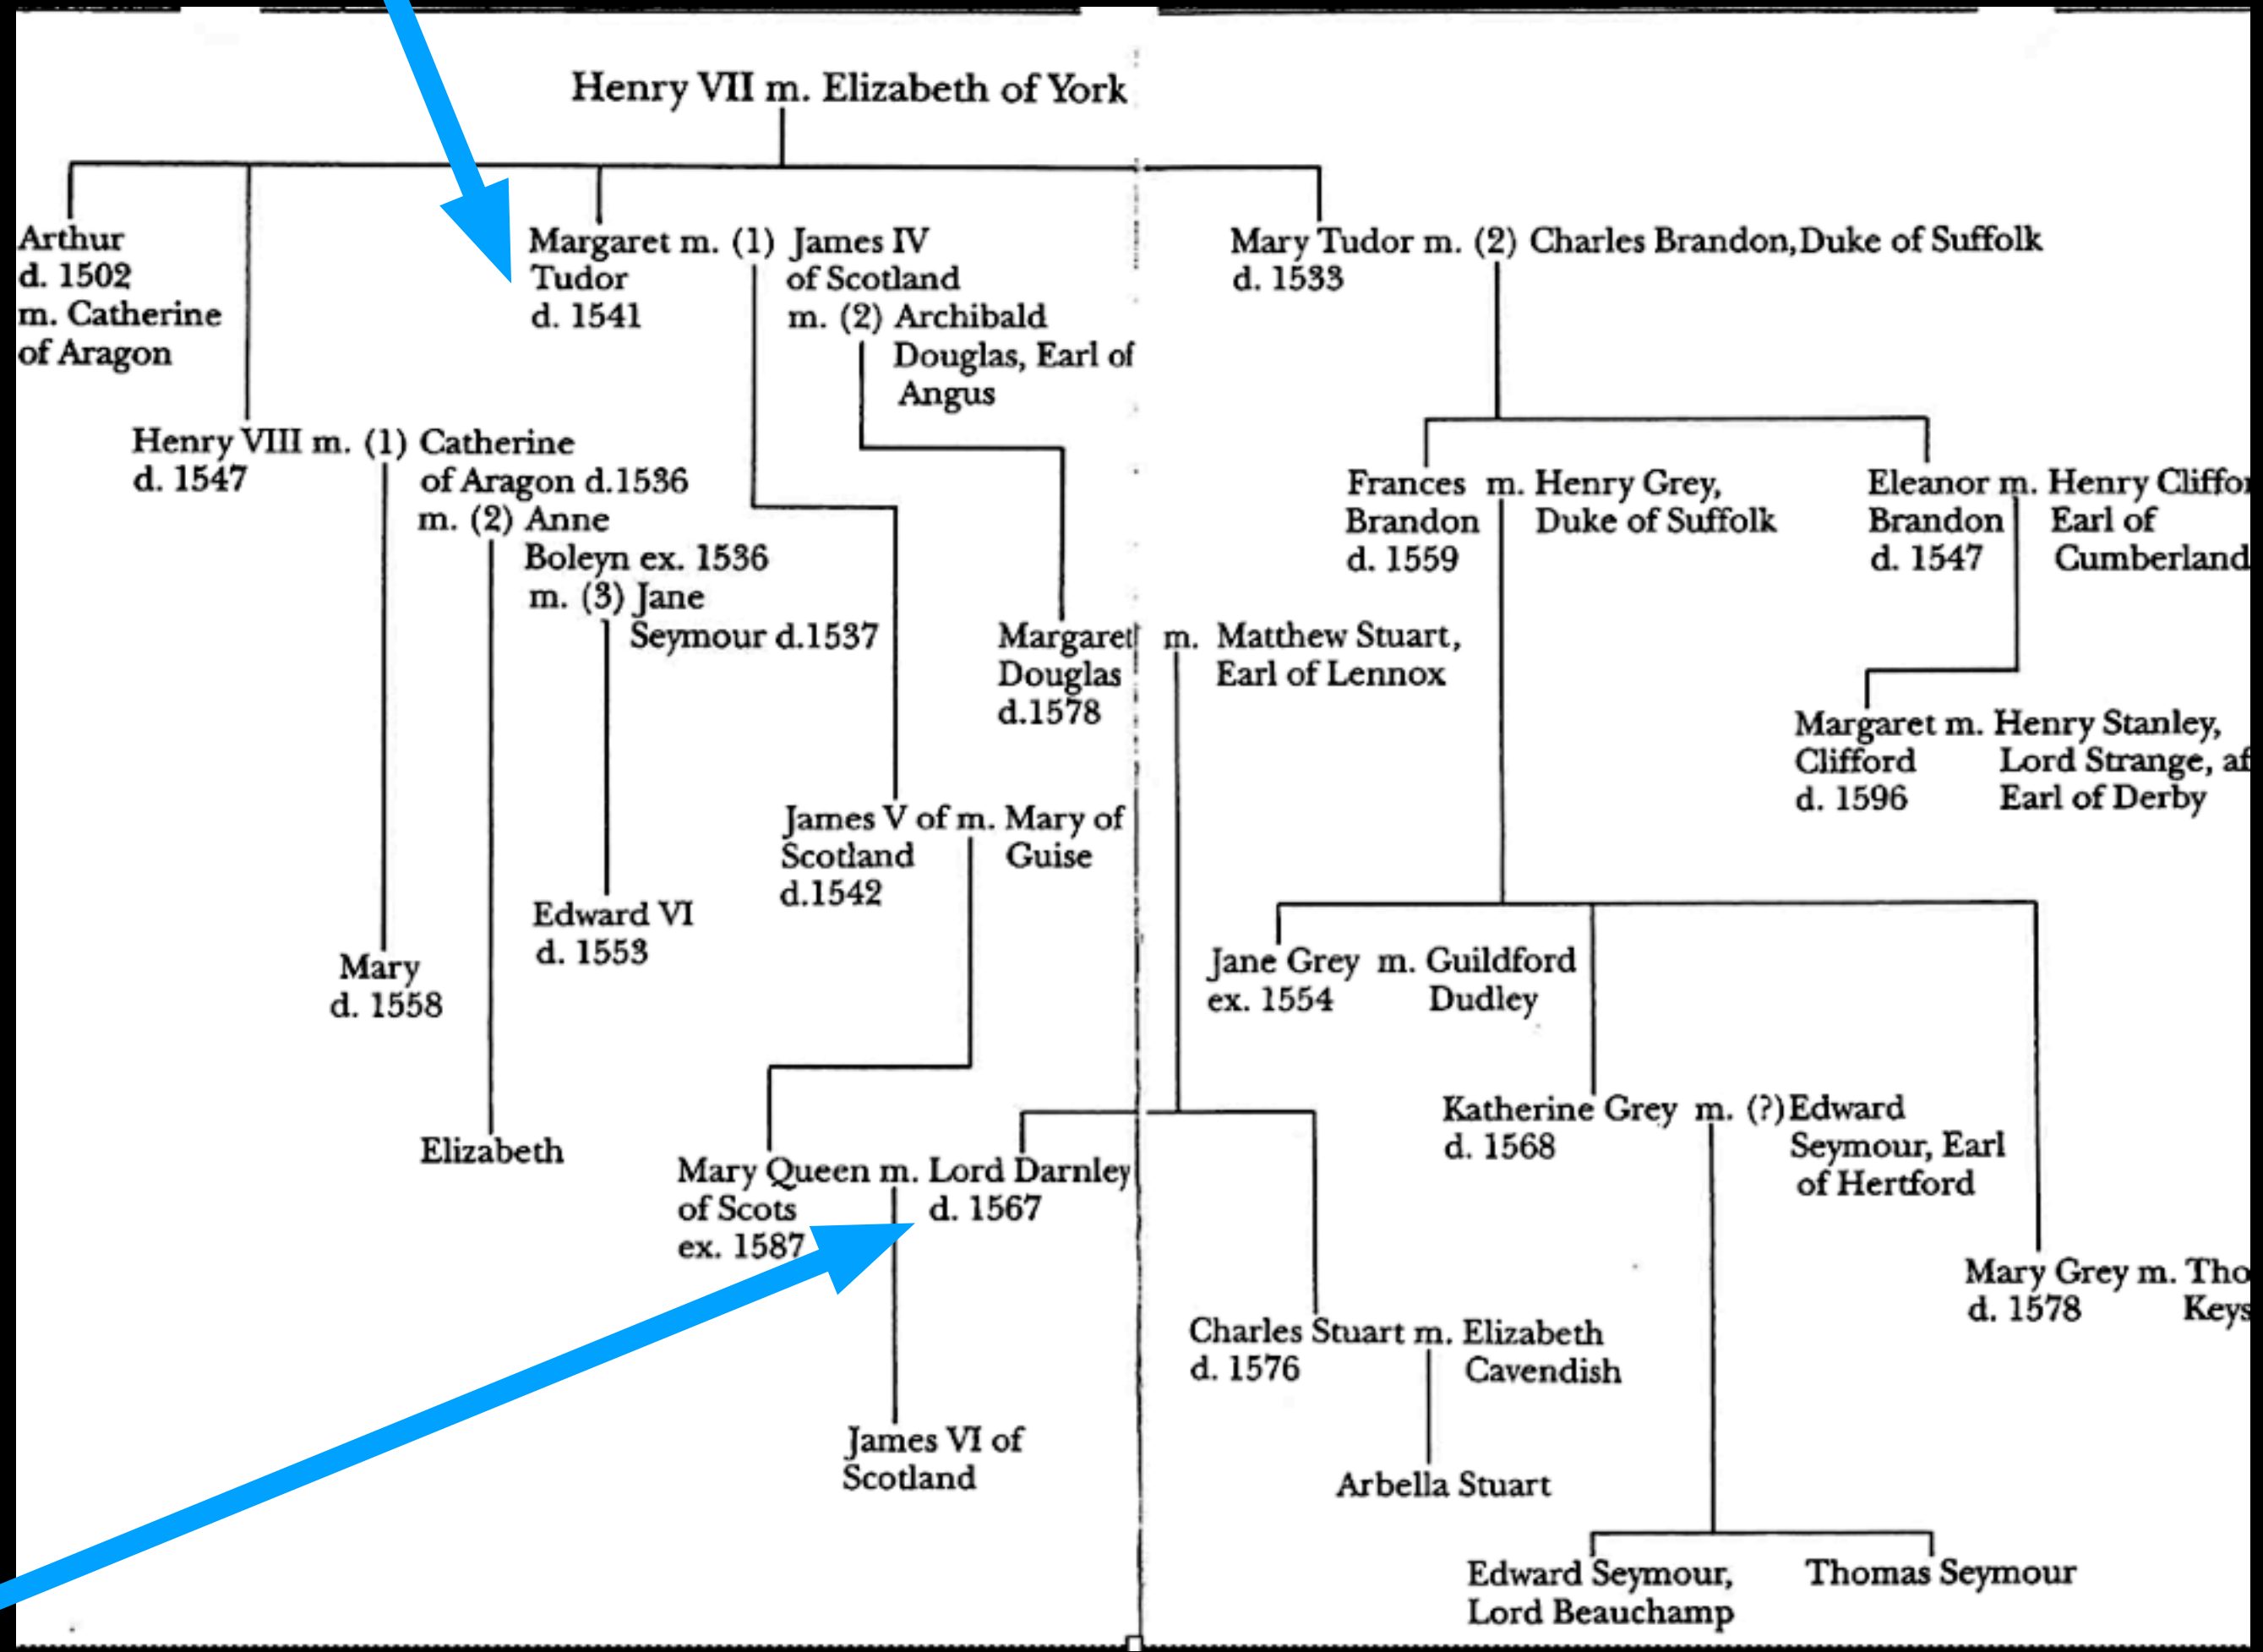 Henry VII m. Elizabeth of York
Arthur
d. 1502
m. Catherine
of Aragon
Margaret m. (1) James IV
Tudor of Scotland
d. 1541 m. (2) Archibald
Douglas, Earl of
Angus
Mary Tudor m. (2) Charles Brandon, Duke of Suffolk
d. 1533
Henry VIII m. (1) Catherine
d. 1547 of Aragon d.1536
m. (2) Anne
Boleyn ex. 1536
m. (3) Jane
Seymour d.1537
Frances m. Henry Grey,
Brandon Duke of Suffolk
d. 1559
Eleanor m. Henry
Brandon Earl of
d. 1547 Cumberland
Margaret m. Matthew Stuart,
Douglas Earl of Lennox
d.1578
Margaret m. Henry Stanley,
Clifford Lord Strange,
d. 1596 Earl of Derby
James V of m. Mary of
Scotland Guise
d.1542
Edward VI
d. 1553
Mary
d. 1558
Jane Grey m. Guildford
ex. 1554 Dudley
Elizabeth
Katherine Grey m. (?) Edward
d. 1568 Seymour, Earl
of Hertford
Mary Queen m. Lord Darnley
of Scots d. 1567
ex. 1587
Mary Grey m.
d. 1578 Keys
Charles Stuart m. Elizabeth
d. 1576 Cavendish
James VI of
Scotland
Arbella Stuart
Edward Seymour,
Lord Beauchamp
Thomas Seymour